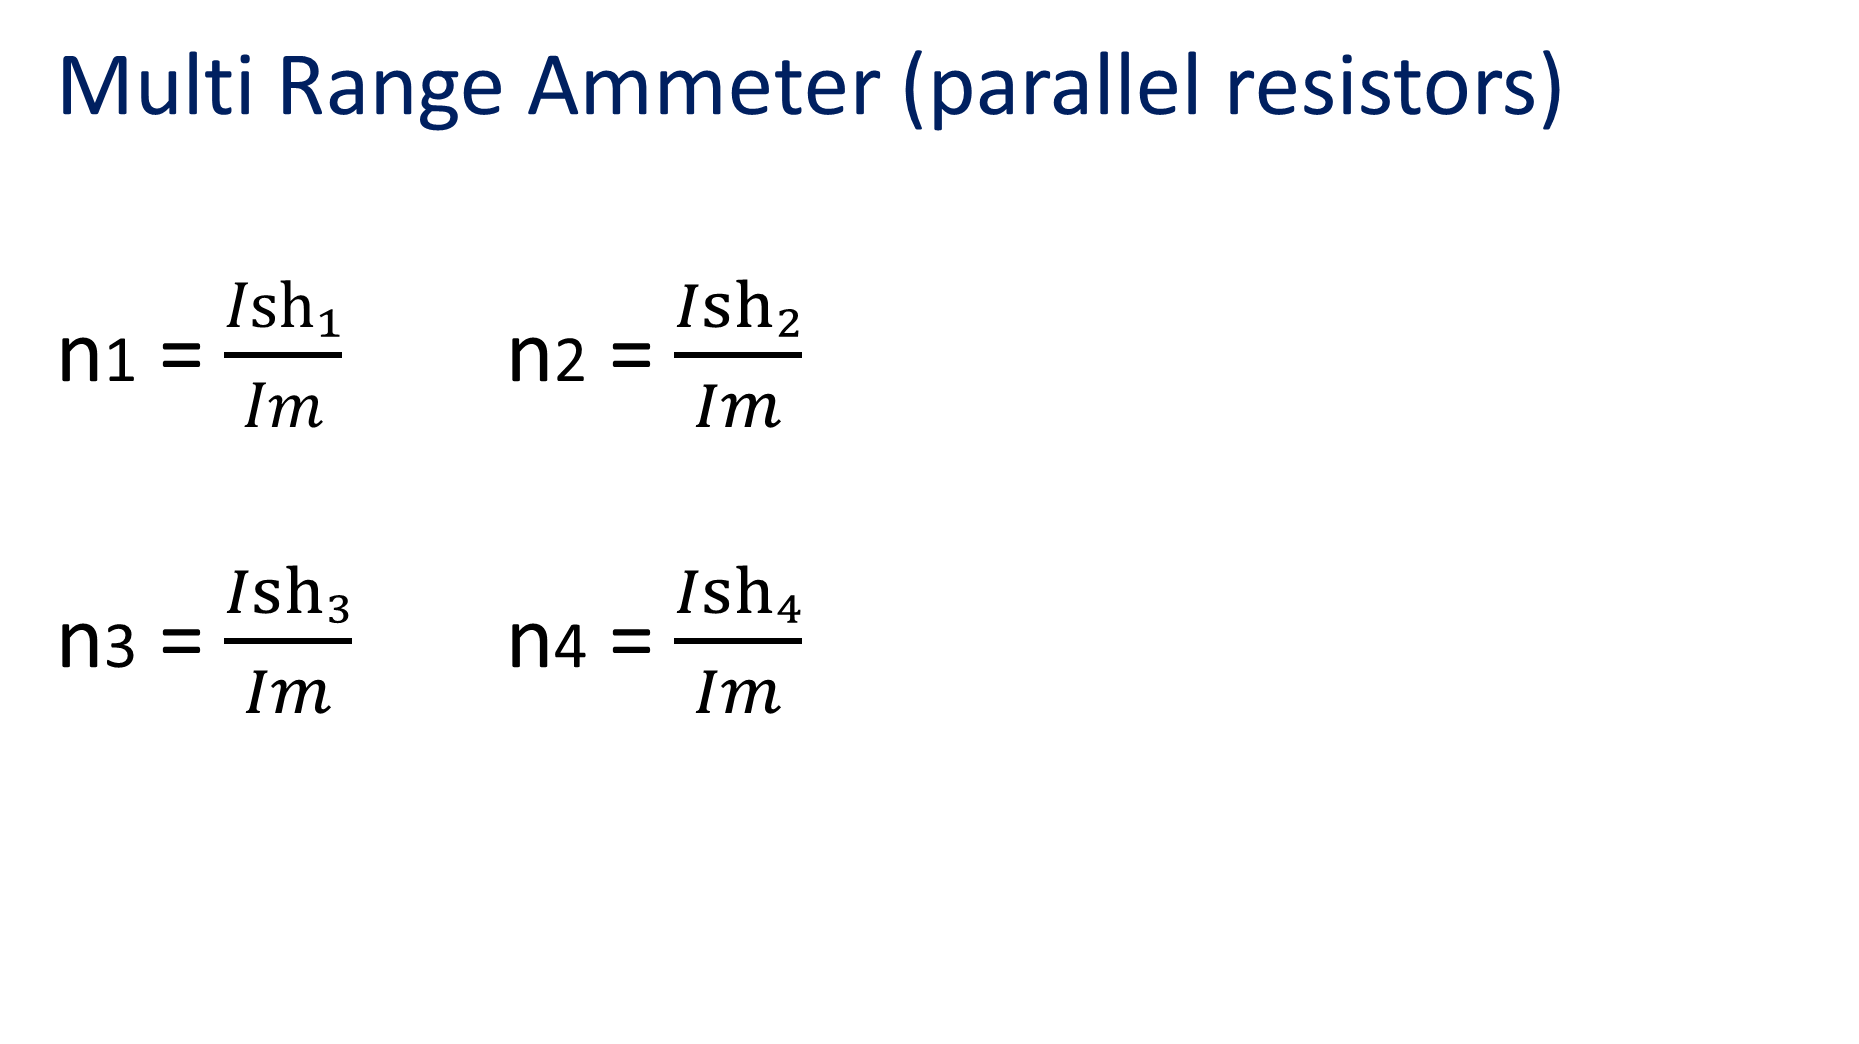 Multi Range Ammeter (parallel resistors)
n1 = Ish₁/Im n2 = Ish₂/Im
n3 = Ish₃/Im n4 = Ish₄/Im